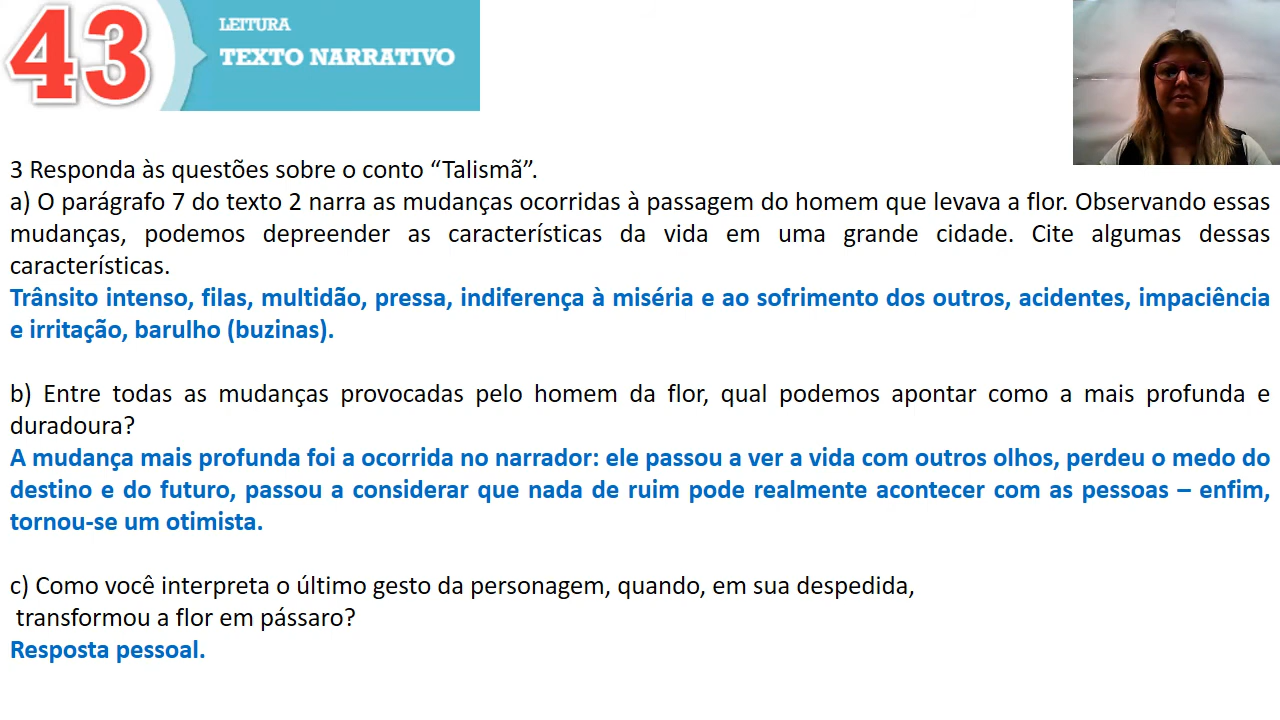 43
LEITURA
TEXTO NARRATIVO
3 Responda às questões sobre o conto “Talismã”.
a) O parágrafo 7 do texto 2 narra as mudanças ocorridas à passagem do homem que levava a flor. Observando essas
mudanças, podemos depreender as características da vida em uma grande cidade. Cite algumas dessas
características.
Trânsito intenso, filas, multidão, pressa, indiferença à miséria e ao sofrimento dos outros, acidentes, impaciência
e irritação, barulho (buzinas).
b) Entre todas as mudanças provocadas pelo homem da flor, qual podemos apontar como a mais profunda e
duradoura?
A mudança mais profunda foi a ocorrida no narrador: ele passou a ver a vida com outros olhos, perdeu o medo do
destino e do futuro, passou a considerar que nada de ruim pode realmente acontecer com as pessoas – enfim,
tornou-se um otimista.
c) Como você interpreta o último gesto da personagem, quando, em sua despedida,
transformou a flor em pássaro?
Resposta pessoal.